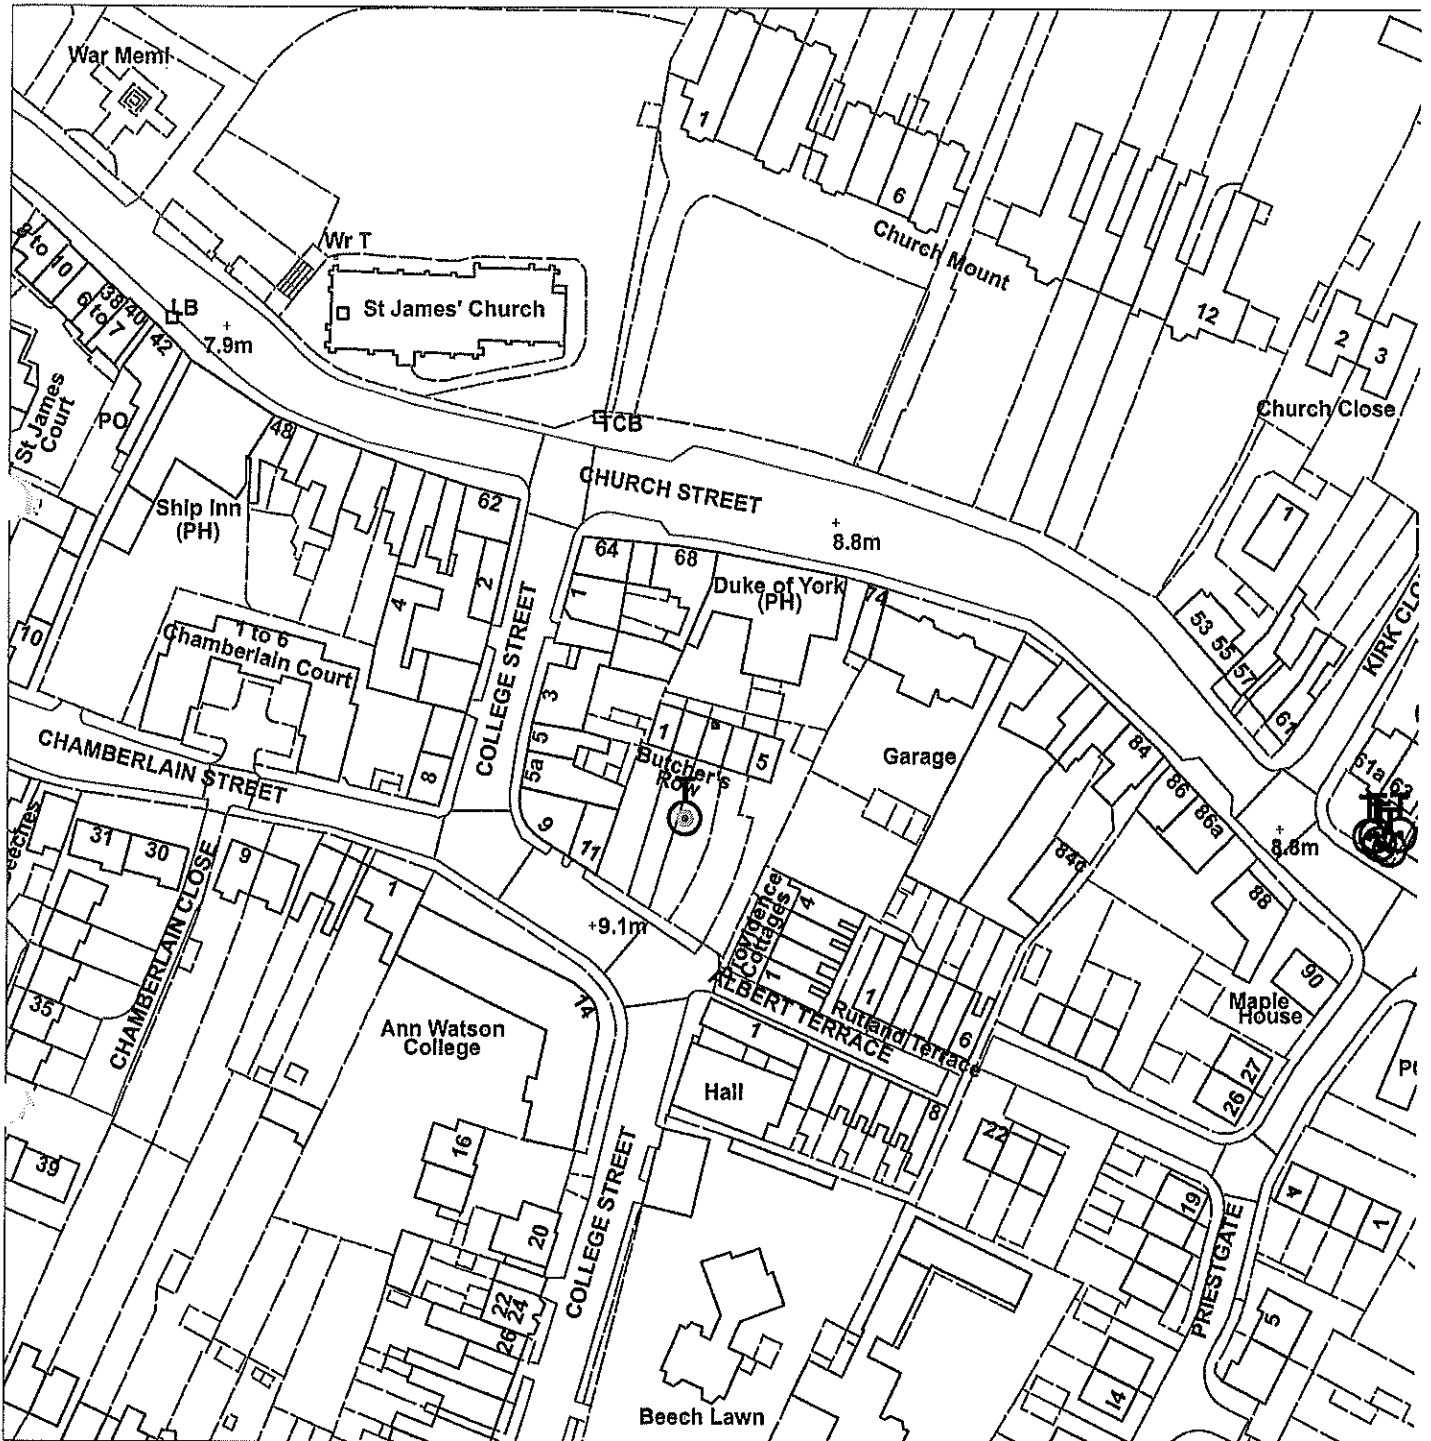 War Meml
1
6
Church Mount
Wr T
9 to 10
6 to 7
38
40
42
LB
7.9m
St James' Church
12
2
3
St James
Court
PO
TCB
Church Close
48
CHURCH STREET
62
Ship Inn
(PH)
8.8m
1
64
68
Duke of York
(PH)
74
2
4
1
53
55
57
61
10
1 to 6
Chamberlain Court
COLLEGE STREET
3
5
5a
1
5
Butcher's
Row
Garage
84
86
86a
61a
63
CHAMBERLAIN STREET
8
8.8m
31
30
9
9
11
84c
88
CHAMBERLAIN CLOSE
1
9.1m
Providence
Cottages
4
1
90
ALBERT TERRACE
1
Rutland Terrace
6
Maple
House
35
14
Ann Watson
College
1
Hall
8
27
26
22
39
16
19
4
1
20
COLLEGE STREET
PRIESTGATE
22
24
26
5
14
Beech Lawn